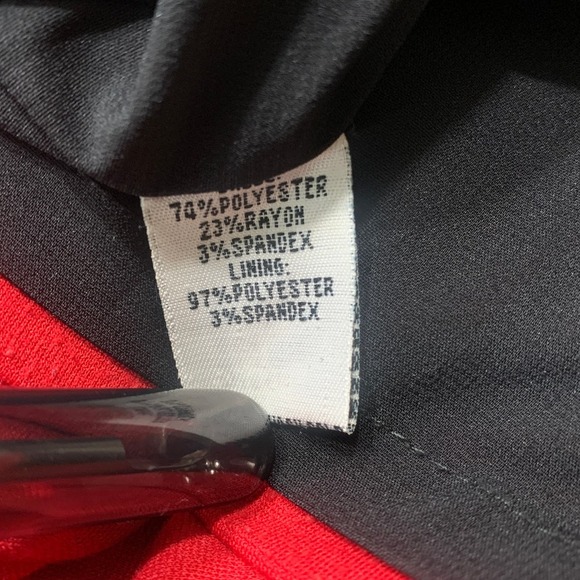 74%POLYESTER
23%RAYON
3%SPANDEX
LINING:
97%POLYESTER
3%SPANDEX